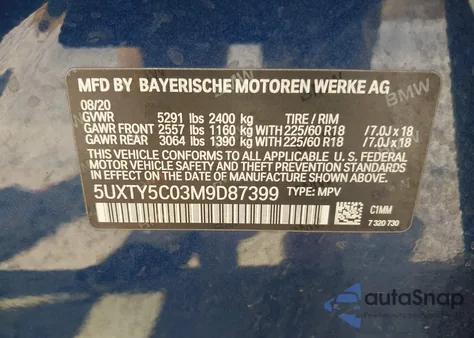 MFD BY BAYERISCHE MOTOREN WERKE AG
08/20
GVWR 5291 lbs 2400 kg TIRE / RIM
GAWR FRONT 2557 lbs 1160 kg WITH 225/60 R18 / 7.0J x 18
GAWR REAR 3064 lbs 1390 kg WITH 225/60 R18 / 7.0J x 18
THIS VEHICLE CONFORMS TO ALL APPLICABLE FEDERAL
MOTOR VEHICLE SAFETY, BUMPER, AND THEFT PREVENTION
STANDARDS IN EFFECT ON THE DATE OF MANUFACTURE
SHOWN ABOVE.
5UXTY5C03M9D87399 TYPE: MPV
C1MM
7 320 730
BMW
autoSnap